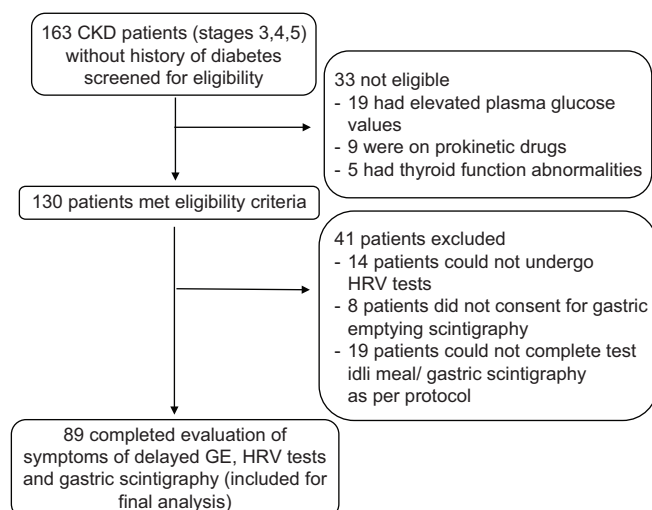 163 CKD patients (stages 3,4,5)
without history of diabetes
screened for eligibility
33 not eligible
- 19 had elevated plasma glucose
values
- 9 were on prokinetic drugs
- 5 had thyroid function abnormalities
130 patients met eligibility criteria
41 patients excluded
- 14 patients could not undergo
HRV tests
- 8 patients did not consent for gastric
emptying scintigraphy
- 19 patients could not complete test
idli meal/ gastric scintigraphy
as per protocol
89 completed evaluation of
symptoms of delayed GE, HRV tests
and gastric scintigraphy (included for
final analysis)